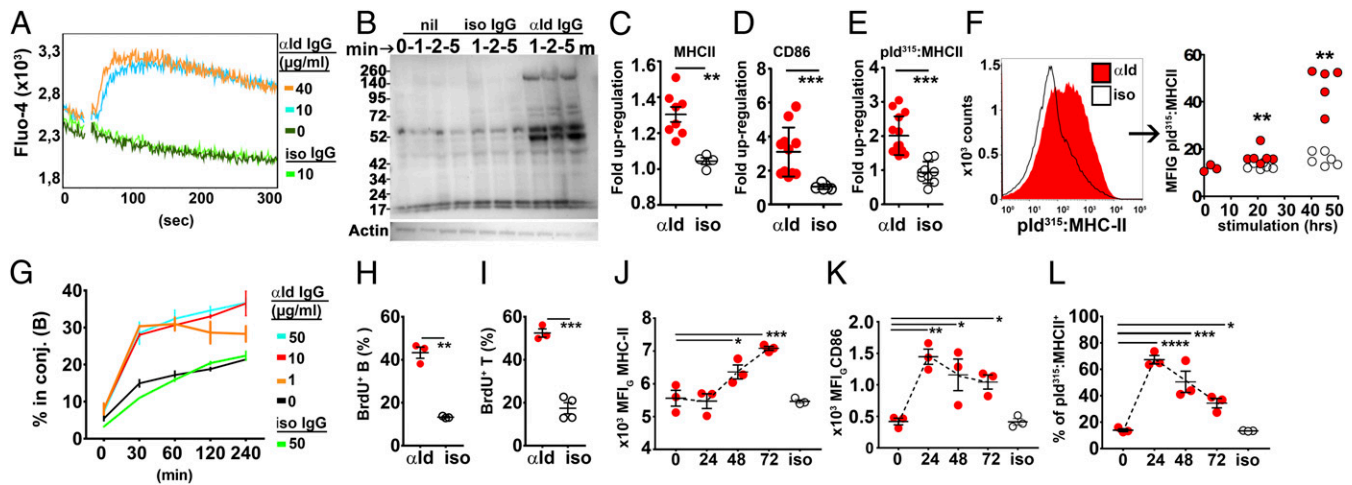 A
3,3
2,8
2,3
1,8
Fluo-4 (x10³)
0 100 200 300
(sec)
αId IgG
(µg/ml)
40
10
0
iso IgG
10
B
nil iso IgG αId IgG
min→0-1-2-5 1-2-5 1-2-5 m
260
140
95
72
52
42
34
24
17
Actin
C
MHCII
**
Fold up-regulation
1.6
1.4
1.2
1.0
0.8
αId iso
D
CD86
***
Fold up-regulation
8
6
4
2
0
αId iso
E
pId³¹⁵:MHCII
***
Fold up-regulation
4
3
2
1
0
αId iso
F
αId
iso
x10³ counts
1.5
1
0.5
0
10⁰ 10¹ 10² 10³ 10⁴ 10⁵
pId³¹⁵:MHC-II
MFIG pId³¹⁵:MHCII
60
40
20
0
**
**
0 10 20 30 40 50
stimulation (hrs)
G
% in conj. (B)
40
30
20
10
0
0 30 60 120 240
(min)
αId IgG
(µg/ml)
50
10
1
0
iso IgG
50
H
BrdU⁺ B (%)
60
40
20
0
**
αId iso
I
BrdU⁺ T (%)
60
40
20
0
***
αId iso
J
x10³ MFI_G MHC-II
8
7
6
5
4
*
***
0 24 48 72 iso
K
x10³ MFI_G CD86
2.0
1.5
1.0
0.5
0
**
*
*
0 24 48 72 iso
L
% of pId³¹⁵:MHCII⁺
100
80
60
40
20
0
****
***
*
0 24 48 72 iso